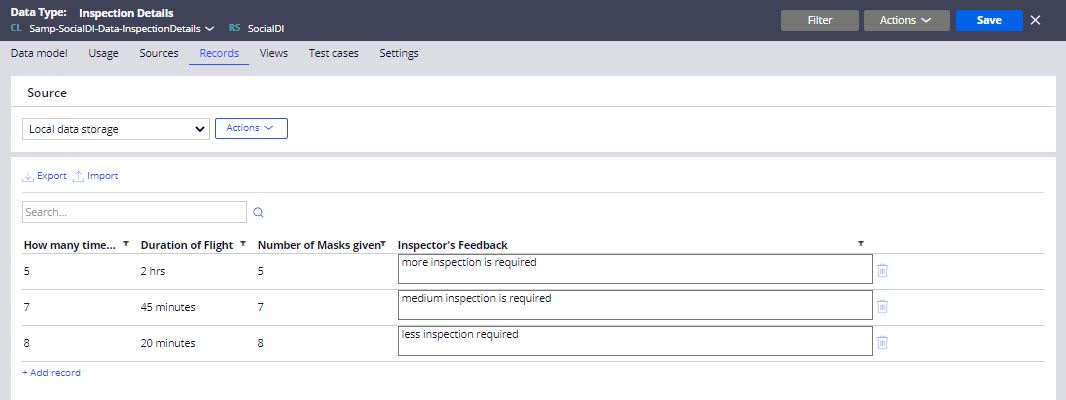 Data Type: Inspection Details
CL Samp-SocialDI-Data-InspectionDetails RS SocialDI
Filter Actions Save
Data model Usage Sources Records Views Test cases Settings
Source
Local data storage Actions
Export Import
Search...
How many time... Duration of Flight Number of Masks given Inspector's Feedback
5 2 hrs 5 more inspection is required
7 45 minutes 7 medium inspection is required
8 20 minutes 8 less inspection required
+ Add record